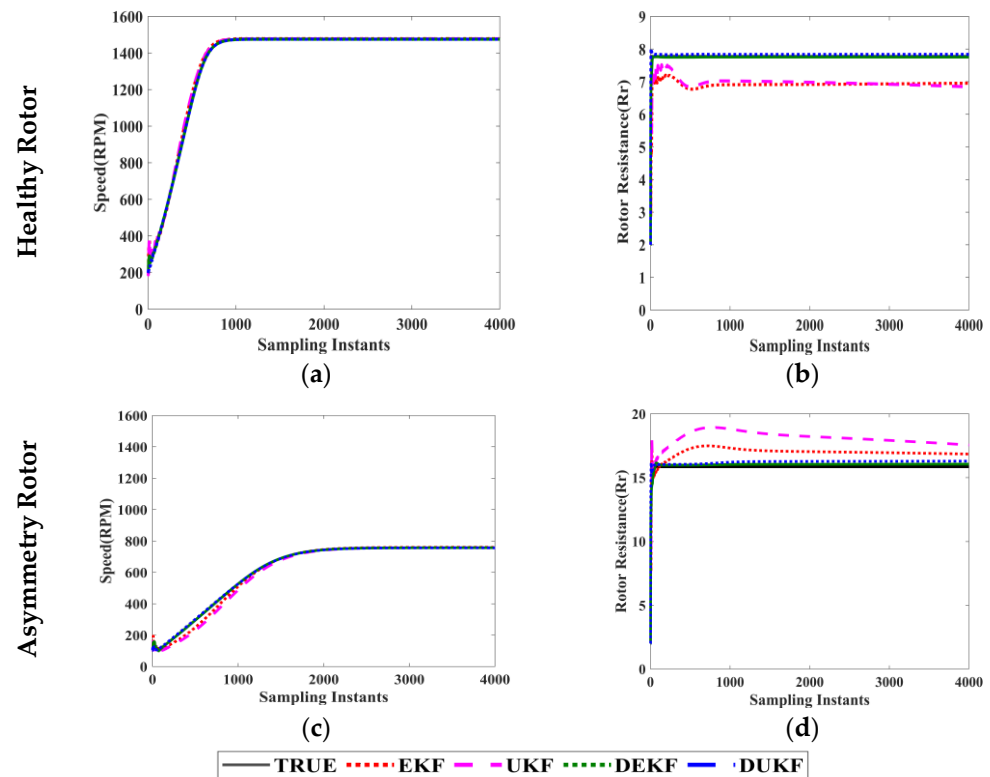 Healthy Rotor
Speed(RPM)
1600
1400
1200
1000
800
600
400
200
0
0 1000 2000 3000 4000
Sampling Instants
(a)
Rotor Resistance(Rr)
9
8
7
6
5
4
3
2
1
0
0 1000 2000 3000 4000
Sampling Instants
(b)
Asymmetry Rotor
Speed(RPM)
1600
1400
1200
1000
800
600
400
200
0
0 1000 2000 3000 4000
Sampling Instants
(c)
Rotor Resistance(Rr)
20
15
10
5
0
0 1000 2000 3000 4000
Sampling Instants
(d)
TRUE EKF UKF DEKF DUKF